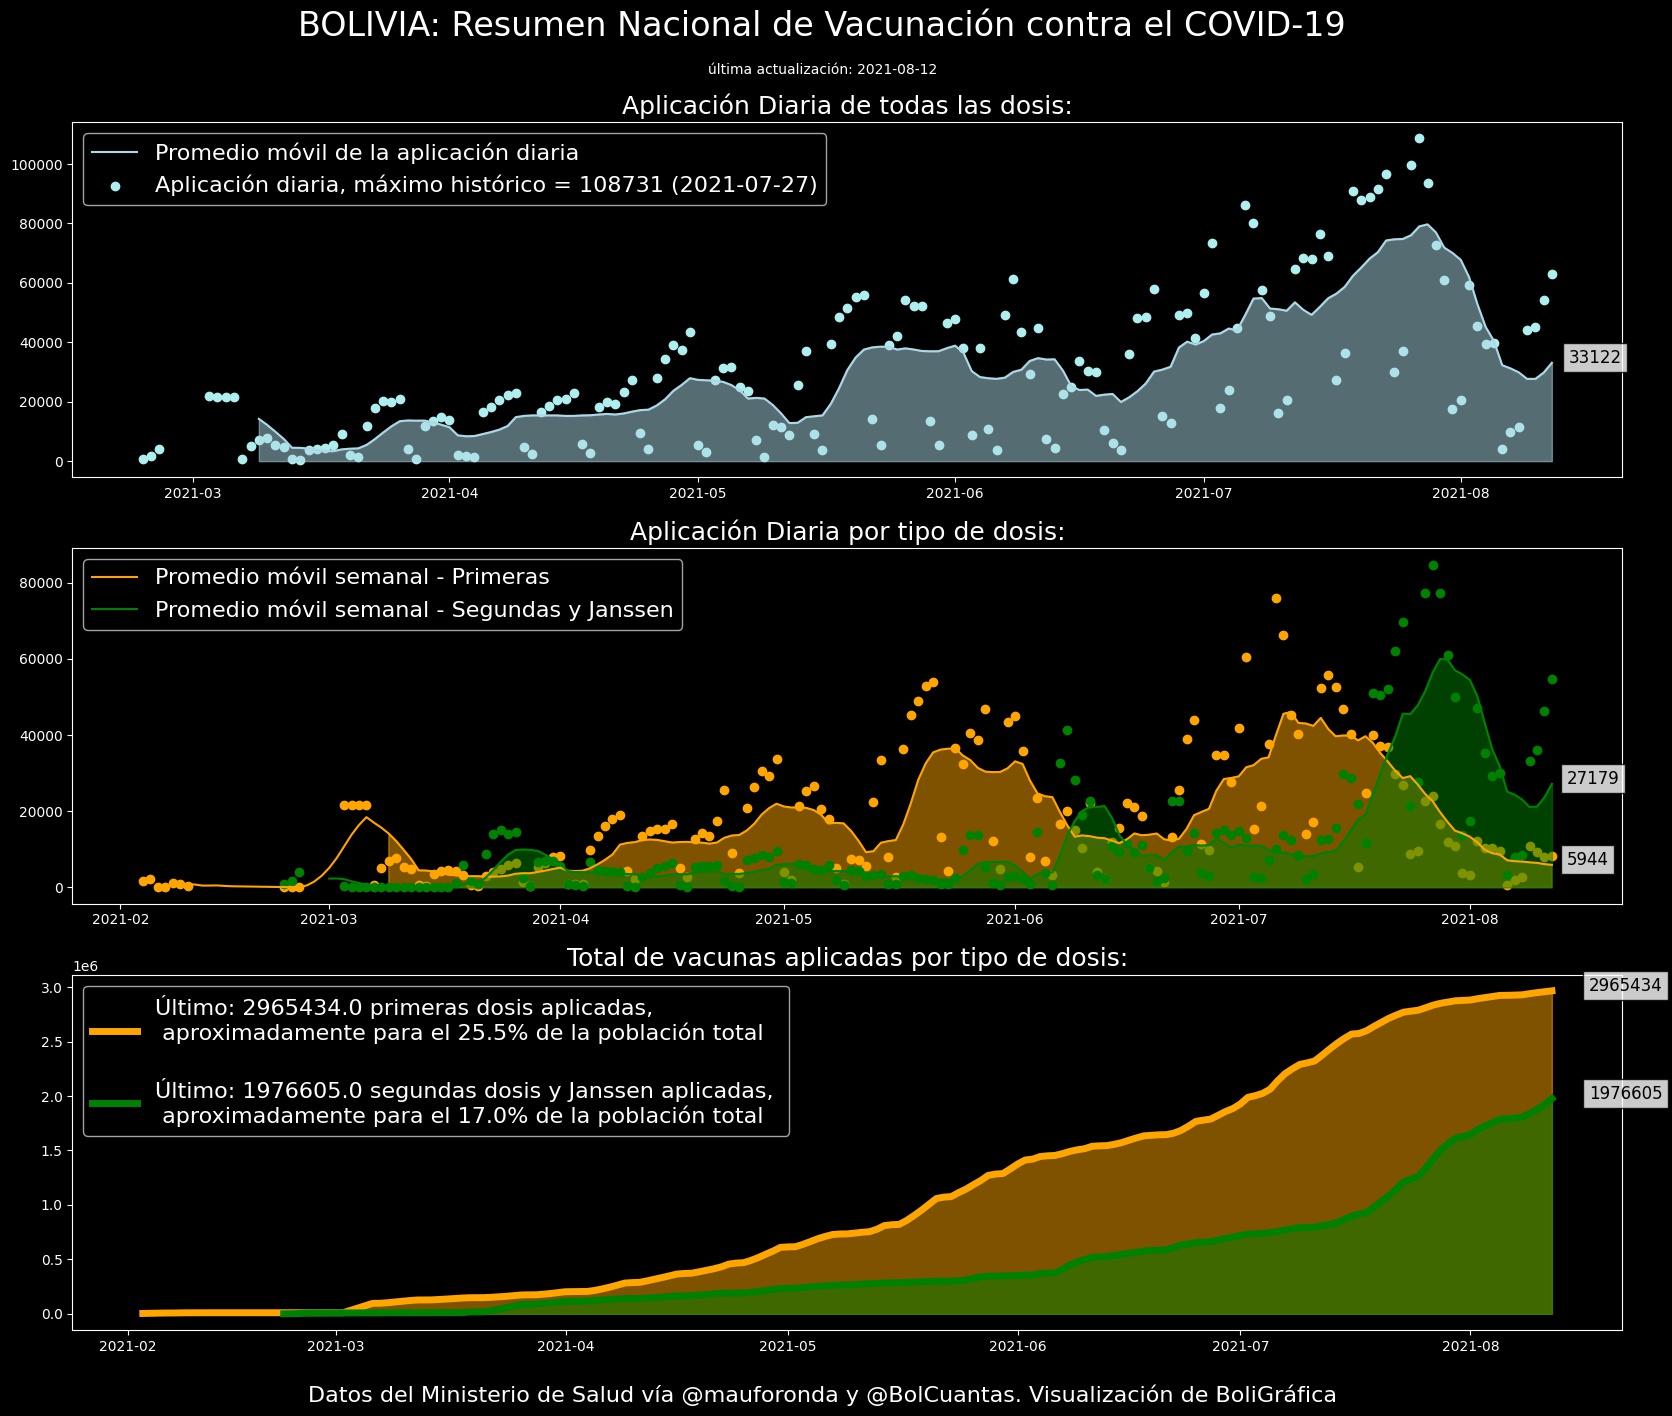 BOLIVIA: Resumen Nacional de Vacunación contra el COVID-19
última actualización: 2021-08-12
Aplicación Diaria de todas las dosis:
Promedio móvil de la aplicación diaria
Aplicación diaria, máximo histórico = 108731 (2021-07-27)
100000
80000
60000
40000
20000
0
33122
2021-03
2021-04
2021-05
2021-06
2021-07
2021-08
Aplicación Diaria por tipo de dosis:
Promedio móvil semanal - Primeras
Promedio móvil semanal - Segundas y Janssen
80000
60000
40000
20000
0
27179
5944
2021-02
2021-03
2021-04
2021-05
2021-06
2021-07
2021-08
Total de vacunas aplicadas por tipo de dosis:
1e6
Último: 2965434.0 primeras dosis aplicadas,
aproximadamente para el 25.5% de la población total
Último: 1976605.0 segundas dosis y Janssen aplicadas,
aproximadamente para el 17.0% de la población total
3.0
2.5
2.0
1.5
1.0
0.5
0.0
2965434
1976605
2021-02
2021-03
2021-04
2021-05
2021-06
2021-07
2021-08
Datos del Ministerio de Salud vía @mauforonda y @BolCuantas. Visualización de BoliGráfica